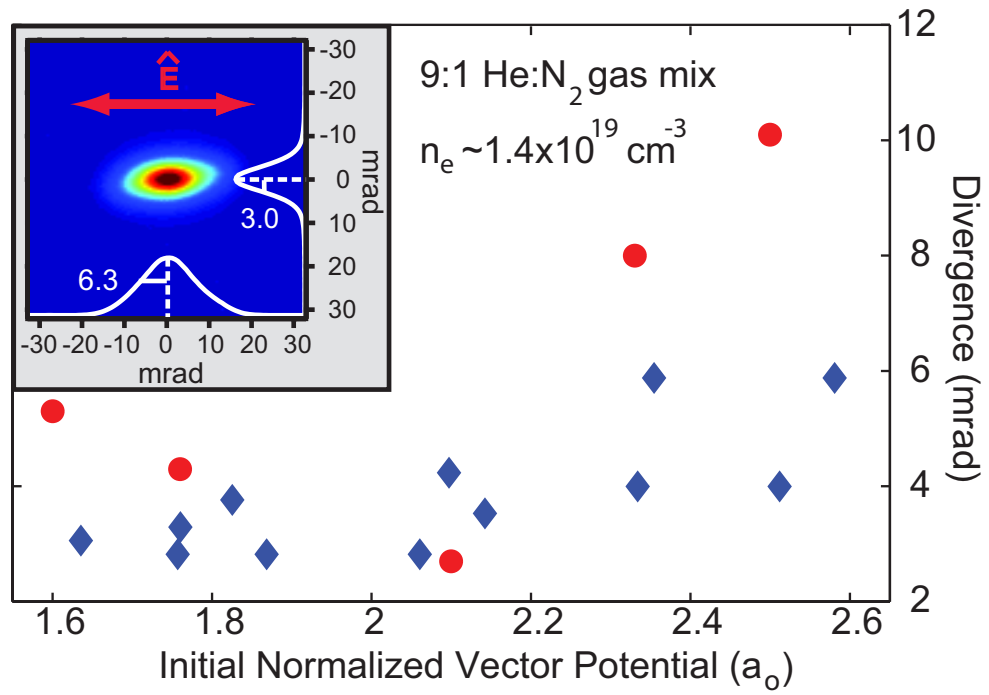 Ê
-30
-20
-10
0
10
20
30
mrad
3.0
6.3
-30 -20 -10 0 10 20 30
mrad
9:1 He:N₂ gas mix
nₑ ~1.4x10¹⁹ cm⁻³
12
10
8
6
4
2
Divergence (mrad)
1.6 1.8 2 2.2 2.4 2.6
Initial Normalized Vector Potential (aₒ)